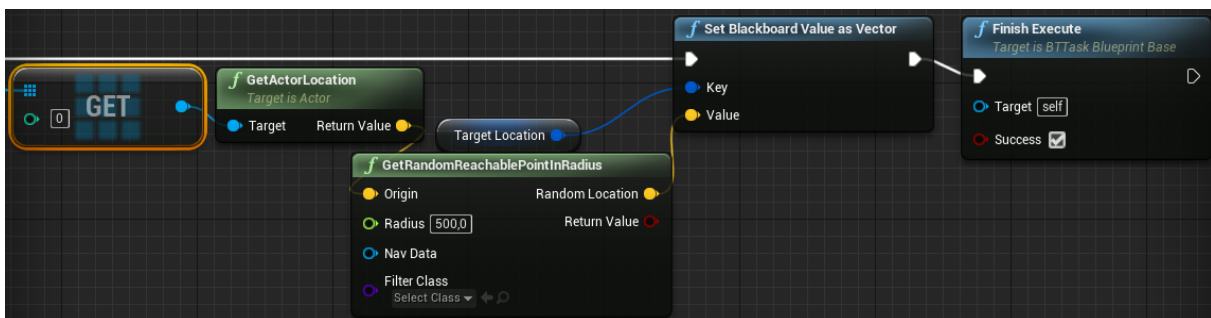 GET
0
f GetActorLocation
Target is Actor
Target
Return Value
Target Location
f GetRandomReachablePointInRadius
Origin
Random Location
Radius 500,0
Return Value
Nav Data
Filter Class
Select Class
f Set Blackboard Value as Vector
Key
Value
f Finish Execute
Target is BTTask Blueprint Base
Target self
Success